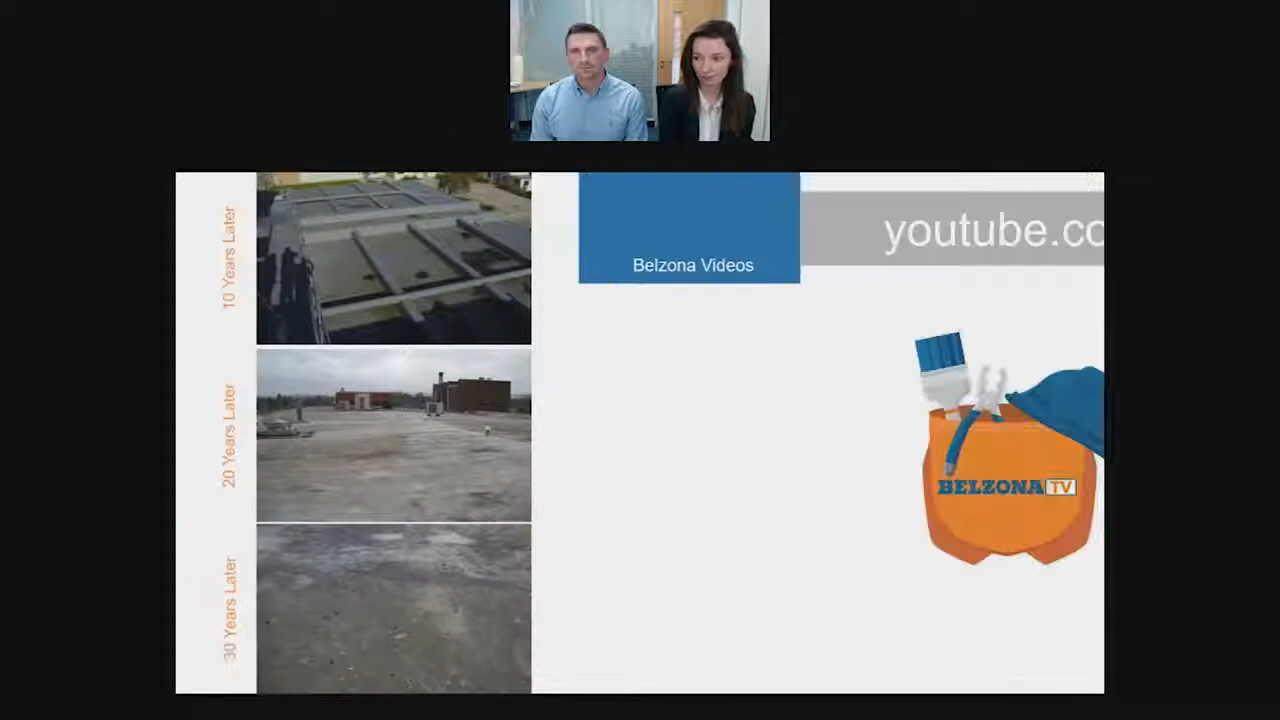 10 Years Later
20 Years Later
30 Years Later
Belzona Videos
youtube.co
BELZONA TV